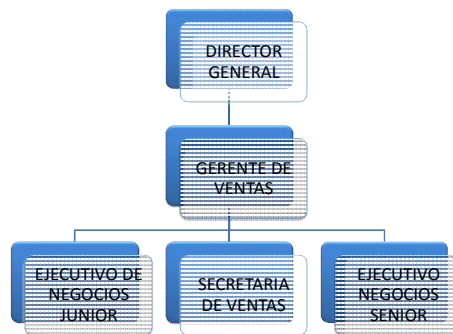 DIRECTOR
GENERAL
GERENTE DE
VENTAS
EJECUTIVO DE
NEGOCIOS
JUNIOR
SECRETARIA
DE VENTAS
EJECUTIVO
NEGOCIOS
SENIOR